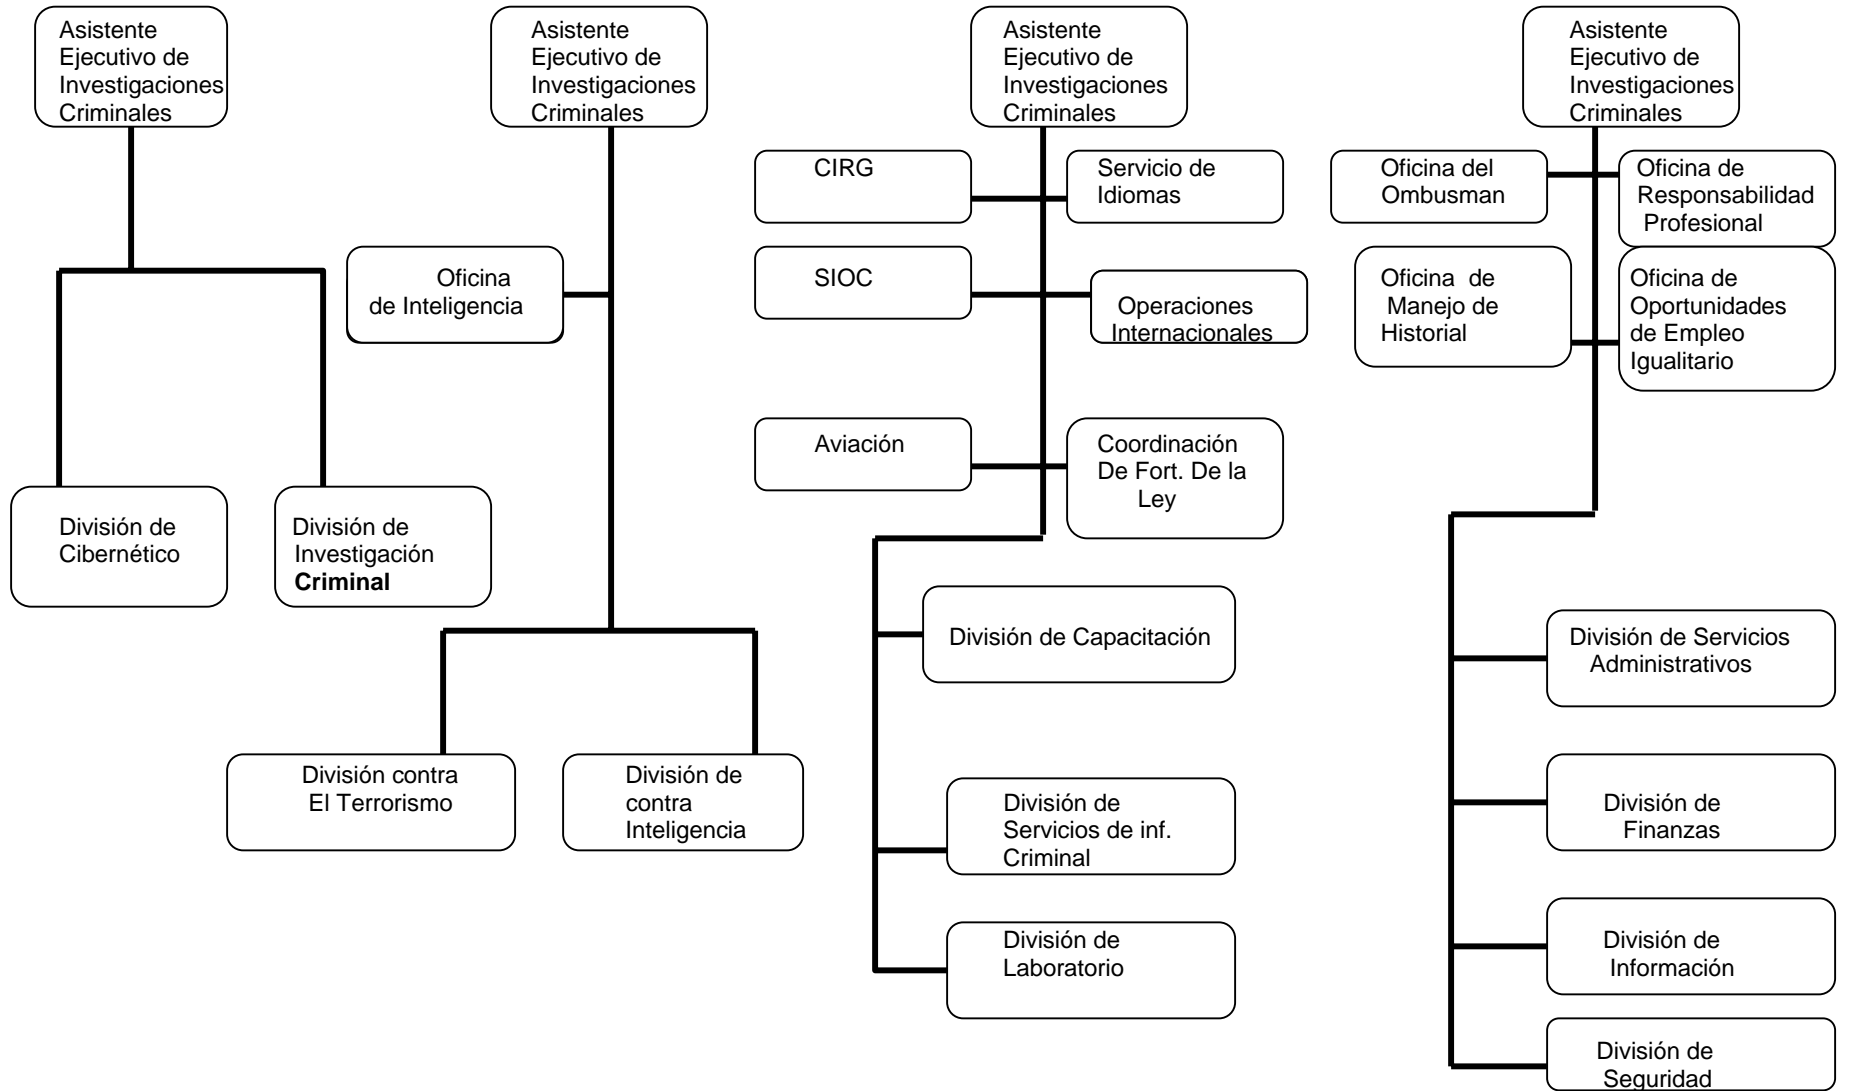 Asistente
Ejecutivo de
Investigaciones
Criminales
Asistente
Ejecutivo de
Investigaciones
Criminales
Asistente
Ejecutivo de
Investigaciones
Criminales
Asistente
Ejecutivo de
Investigaciones
Criminales
CIRG
Servicio de
Idiomas
Oficina del
Ombusman
Oficina de
Responsabilidad
Profesional
Oficina
de Inteligencia
SIOC
Operaciones
Internacionales
Oficina de
Manejo de
Historial
Oficina de
Oportunidades
de Empleo
Igualitario
Aviación
Coordinación
De Fort. De la
Ley
División de
Cibernético
División de
Investigación
Criminal
División de Capacitación
División de Servicios
Administrativos
División contra
El Terrorismo
División de
contra
Inteligencia
División de
Servicios de inf.
Criminal
División de
Finanzas
División de
Laboratorio
División de
Información
División de
Seguridad